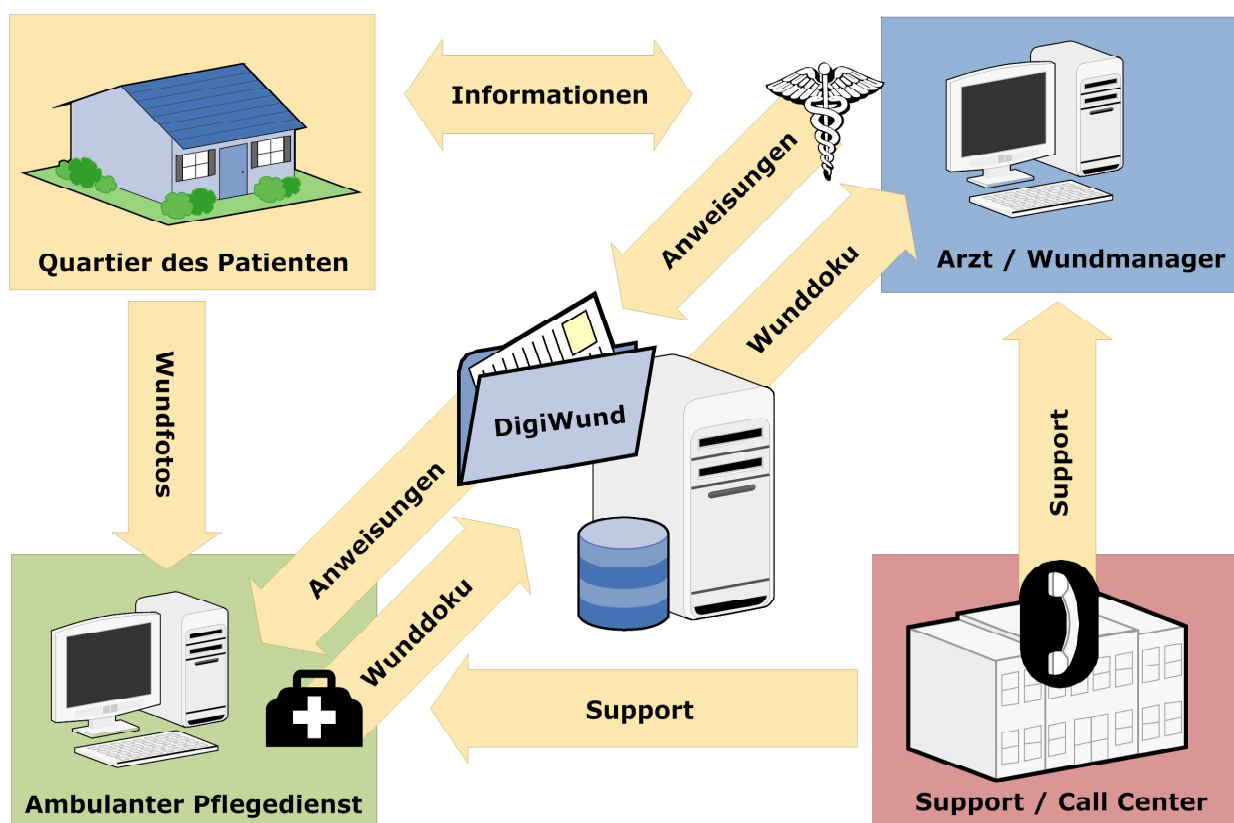 Informationen
Quartier des Patienten
Arzt / Wundmanager
Anweisungen
Wunddoku
Wundfotos
DigiWund
Support
Anweisungen
Wunddoku
Support
Ambulanter Pflegedienst
Support / Call Center